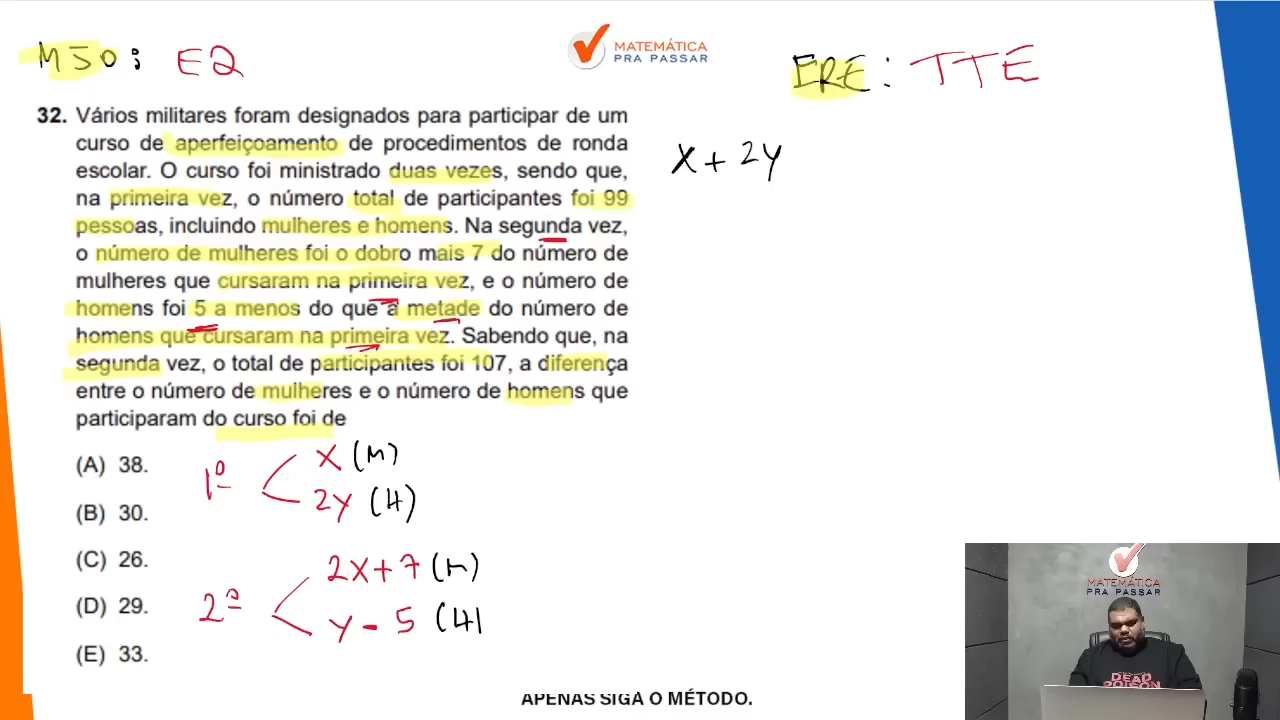 M50: E2
MATEMÁTICA
PRA PASSAR
ERE: TTE
32. Vários militares foram designados para participar de um
curso de aperfeiçoamento de procedimentos de ronda
escolar. O curso foi ministrado duas vezes, sendo que,
na primeira vez, o número total de participantes foi 99
pessoas, incluindo mulheres e homens. Na segunda vez,
o número de mulheres foi o dobro mais 7 do número de
mulheres que cursaram na primeira vez, e o número de
homens foi 5 a menos do que a metade do número de
homens que cursaram na primeira vez. Sabendo que, na
segunda vez, o total de participantes foi 107, a diferença
entre o número de mulheres e o número de homens que
participaram do curso foi de
x + 2y
(A) 38.
(B) 30.
(C) 26.
(D) 29.
(E) 33.
1º
x (M)
2y (H)
2º
2x + 7 (M)
y - 5 (H)
MATEMÁTICA
PRA PASSAR
DEAD
POISON
APENAS SIGA O MÉTODO.